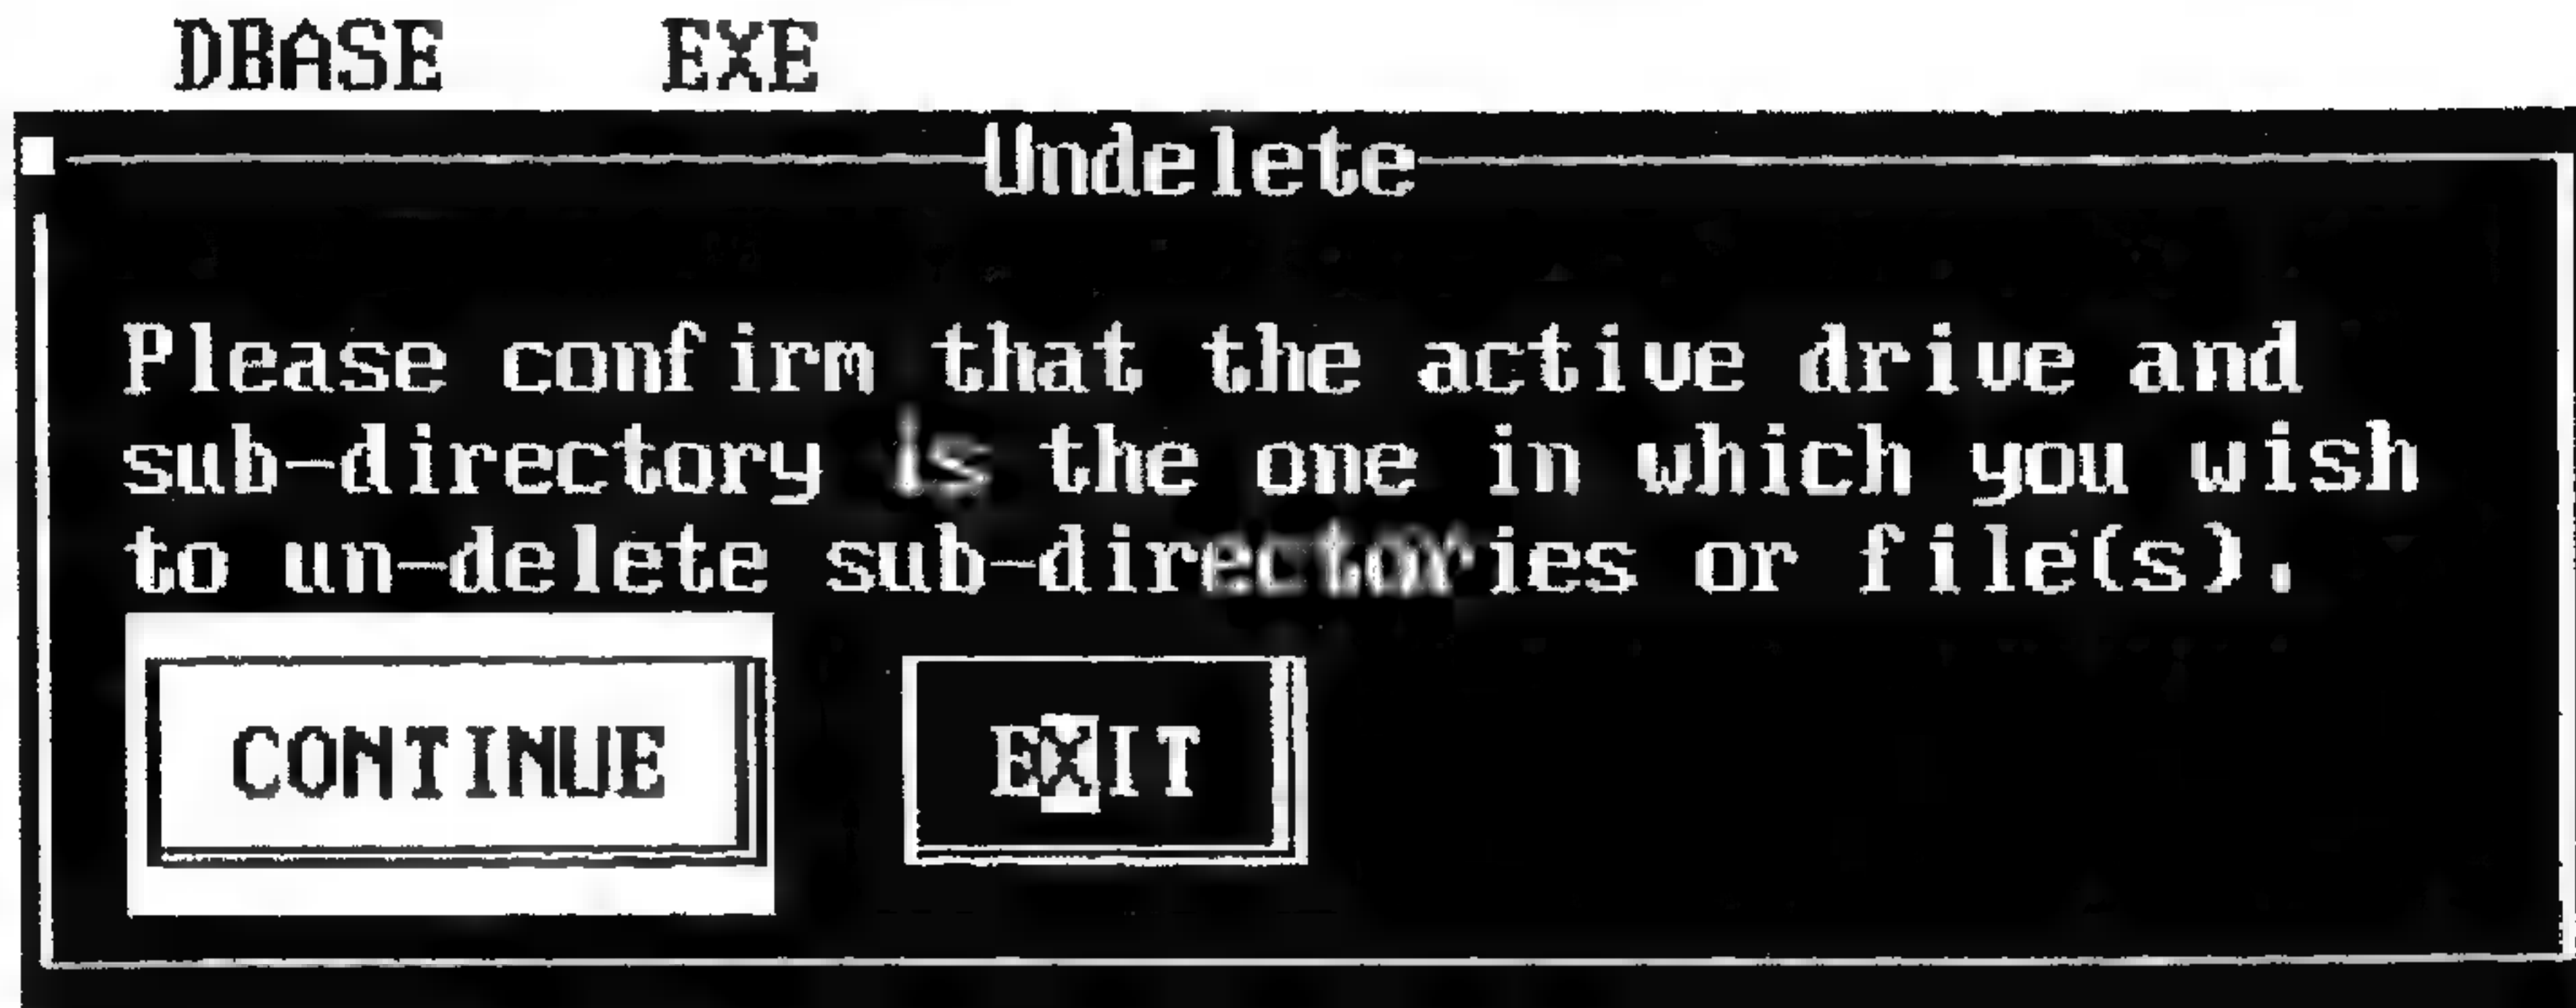 DBASE EXE
Undelete
Please confirm that the active drive and
sub-directory is the one in which you wish
to un-delete sub-directories or file(s).
CONTINUE EXIT